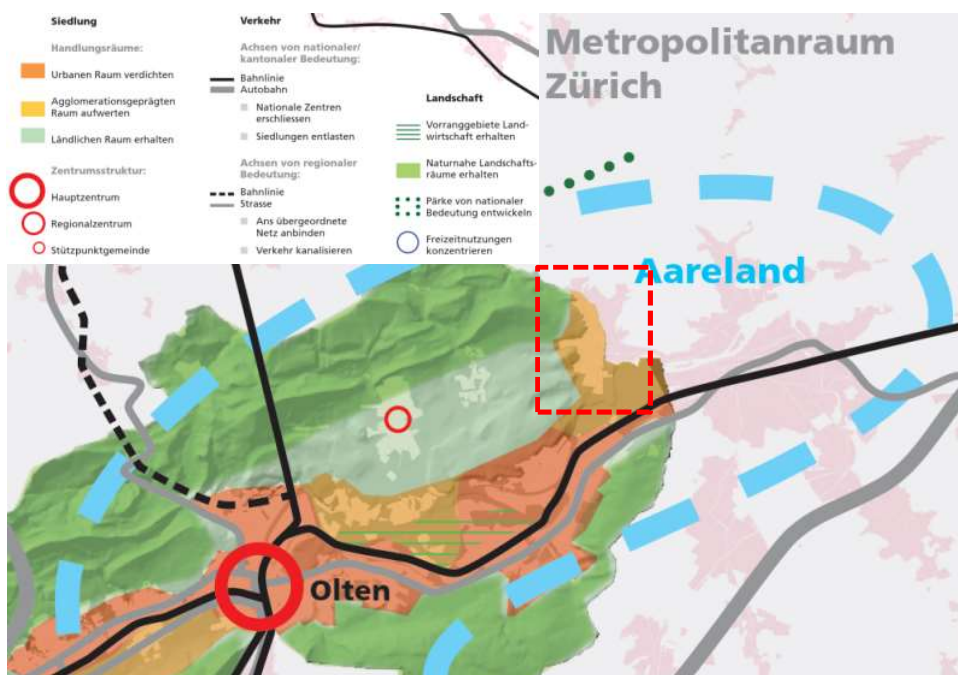 Siedlung
Handlungsräume:
Urbanen Raum verdichten
Agglomerationsgeprägten
Raum aufwerten
Ländlichen Raum erhalten
Zentrumsstruktur:
Hauptzentrum
Regionalzentrum
Stützpunktgemeinde
Verkehr
Achsen von nationaler/
kantonaler Bedeutung:
Bahnlinie
Autobahn
Nationale Zentren
erschliessen
Siedlungen entlasten
Achsen von regionaler
Bedeutung:
Bahnlinie
Strasse
Ans übergeordnete
Netz anbinden
Verkehr kanalisieren
Landschaft
Vorranggebiete Land-
wirtschaft erhalten
Naturnahe Landschafts-
räume erhalten
Pärke von nationaler
Bedeutung entwickeln
Freizeitnutzungen
konzentrieren
Metropolitanraum
Zürich
Aareland
Olten